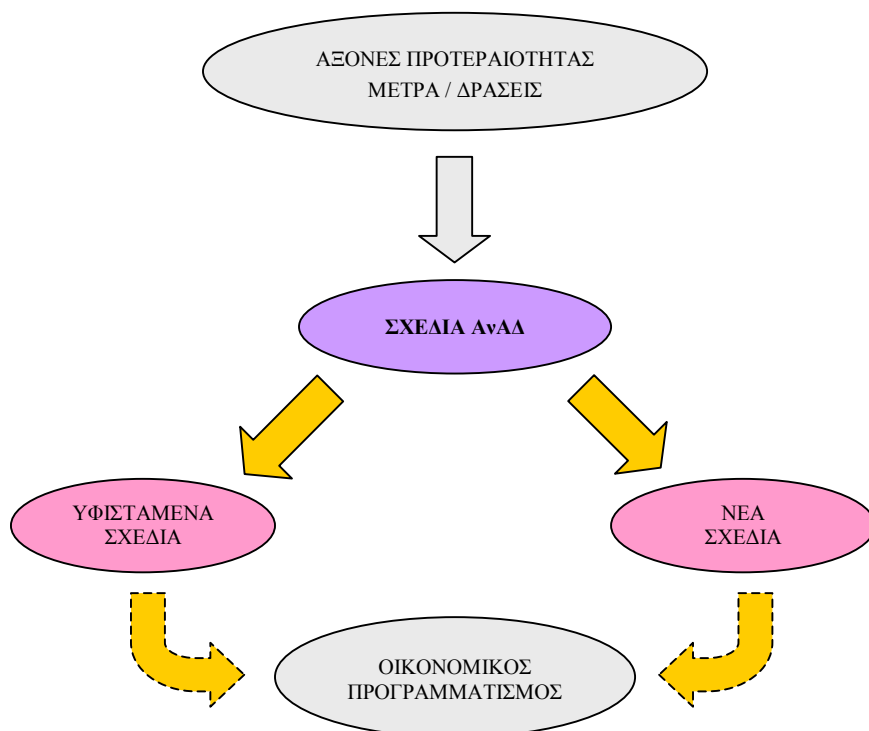 ΑΞΟΝΕΣ ΠΡΟΤΕΡΑΙΟΤΗΤΑΣ
ΜΕΤΡΑ / ΔΡΑΣΕΙΣ
ΣΧΕΔΙΑ ΑνΑΔ
ΥΦΙΣΤΑΜΕΝΑ
ΣΧΕΔΙΑ
ΝΕΑ
ΣΧΕΔΙΑ
ΟΙΚΟΝΟΜΙΚΟΣ
ΠΡΟΓΡΑΜΜΑΤΙΣΜΟΣ